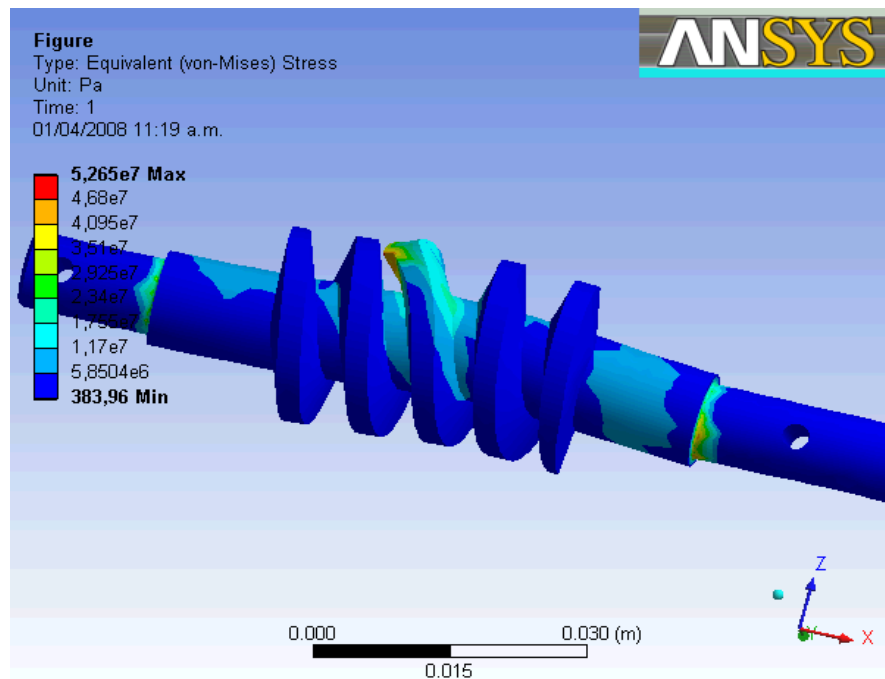 ANSYS
Figure
Type: Equivalent (von-Mises) Stress
Unit: Pa
Time: 1
01/04/2008 11:19 a.m.
5,265e7 Max
4,68e7
4,095e7
3,51e7
2,925e7
2,34e7
1,755e7
1,17e7
5,8504e6
383,96 Min
Z
Y
X
0.000
0.030 (m)
0.015